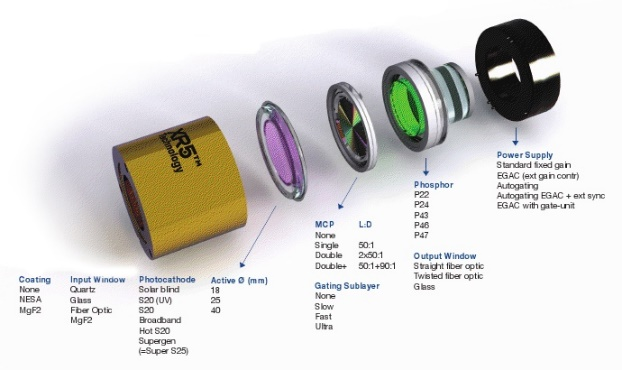 XR5™
technology
Power Supply
Standard fixed gain
EGAC (ext gain contr)
Autogating
Autogating EGAC + ext sync
EGAC with gate-unit
Phosphor
P22
P24
P43
P46
P47
Output Window
Straight fiber optic
Twisted fiber optic
Glass
MCP L:D
None
Single 50:1
Double 2x50:1
Double+ 50:1+90:1
Gating Sublayer
None
Slow
Fast
Ultra
Coating Input Window Photocathode Active Ø (mm)
None Quartz Solar blind 18
NESA Glass S20 (UV) 25
MgF2 Fiber Optic S20 40
MgF2 Broadband
Hot S20
Supergen
(=Super S25)